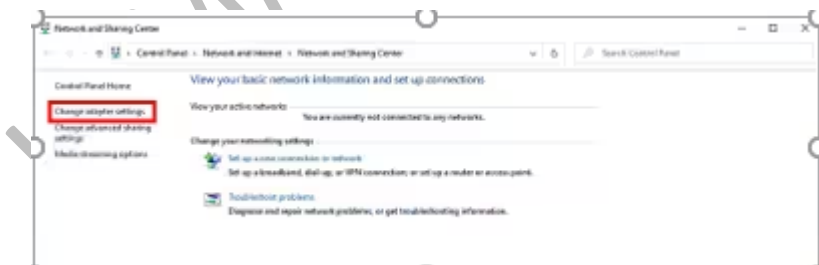 Network and Sharing Center
Control Panel > Network and Internet > Network and Sharing Center
Search Control Panel
Control Panel Home
View your basic network information and set up connections
Change adapter settings
View your active networks
You are currently not connected to any networks.
Change advanced sharing
settings
Change your networking settings
Media streaming options
Set up a new connection or network
Set up a broadband, dial-up, or VPN connection; or set up a router or access point.
Troubleshoot problems
Diagnose and repair network problems, or get troubleshooting information.